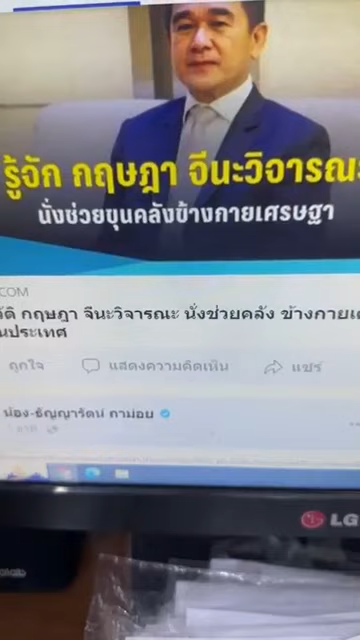 รู้จัก กฤษฎา จีนะวิจารณะ
นั่งช่วยขุนคลังข้างกายเศรษฐา
COM
กฤษฎา จีนะวิจารณะ นั่งช่วยคลัง ข้างกายเ
นประเทศ
ถูกใจ แสดงความคิดเห็น แชร์
น้อง-ธัญญารัตน์ กาม่อม
LG